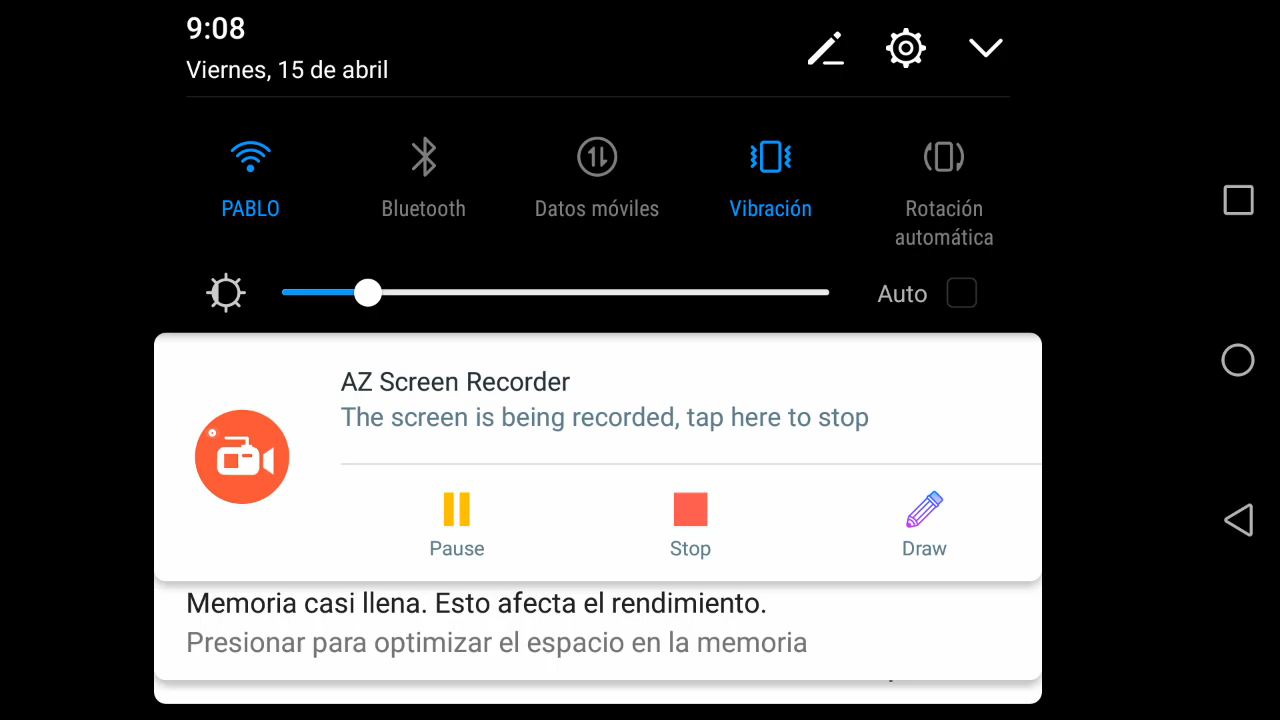 9:08
Viernes, 15 de abril
PABLO
Bluetooth
Datos móviles
Vibración
Rotación
automática
Auto
AZ Screen Recorder
The screen is being recorded, tap here to stop
Pause
Stop
Draw
Memoria casi llena. Esto afecta el rendimiento.
Presionar para optimizar el espacio en la memoria